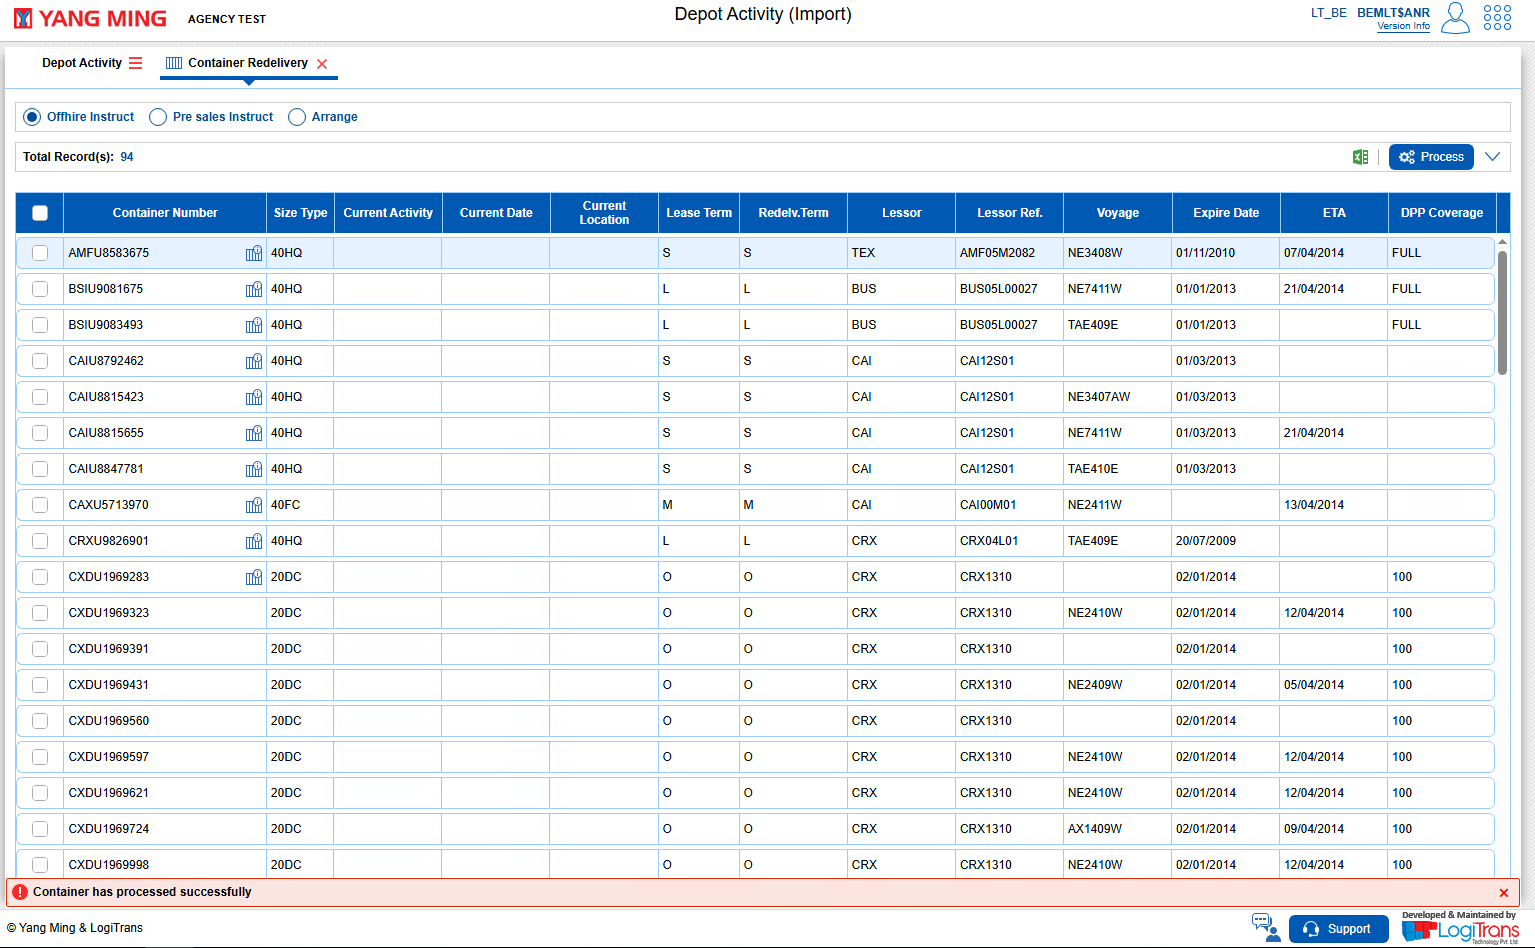 YANG MING AGENCY TEST Depot Activity (Import) LT_BE BEMLT$ANR
Version Info
Depot Activity Container Redelivery
Offhire Instruct Pre sales Instruct Arrange
Total Record(s): 94 Process
Container Number Size Type Current Activity Current Date Current Location Lease Term Redelv.Term Lessor Lessor Ref. Voyage Expire Date ETA DPP Coverage
AMFU8583675 40HQ S S TEX AMF05M2082 NE3408W 01/11/2010 07/04/2014 FULL
BSIU9081675 40HQ L L BUS BUS05L00027 NE7411W 01/01/2013 21/04/2014 FULL
BSIU9083493 40HQ L L BUS BUS05L00027 TAE409E 01/01/2013 FULL
CAIU8792462 40HQ S S CAI CAI12S01 01/03/2013
CAIU8815423 40HQ S S CAI CAI12S01 NE3407AW 01/03/2013
CAIU8815655 40HQ S S CAI CAI12S01 NE7411W 01/03/2013 21/04/2014
CAIU8847781 40HQ S S CAI CAI12S01 TAE410E 01/03/2013
CAXU5713970 40FC M M CAI CAI00M01 NE2411W 13/04/2014
CRXU9826901 40HQ L L CRX CRX04L01 TAE409E 20/07/2009
CXDU1969283 20DC O O CRX CRX1310 02/01/2014 100
CXDU1969323 20DC O O CRX CRX1310 NE2410W 02/01/2014 12/04/2014 100
CXDU1969391 20DC O O CRX CRX1310 02/01/2014 100
CXDU1969431 20DC O O CRX CRX1310 NE2409W 02/01/2014 05/04/2014 100
CXDU1969560 20DC O O CRX CRX1310 02/01/2014 100
CXDU1969597 20DC O O CRX CRX1310 NE2410W 02/01/2014 12/04/2014 100
CXDU1969621 20DC O O CRX CRX1310 NE2410W 02/01/2014 12/04/2014 100
CXDU1969724 20DC O O CRX CRX1310 AX1409W 02/01/2014 09/04/2014 100
CXDU1969998 20DC O O CRX CRX1310 NE2410W 02/01/2014 12/04/2014 100
Container has processed successfully
© Yang Ming & LogiTrans Support Developed & Maintained by
LogiTrans
Technology Pvt. Ltd.